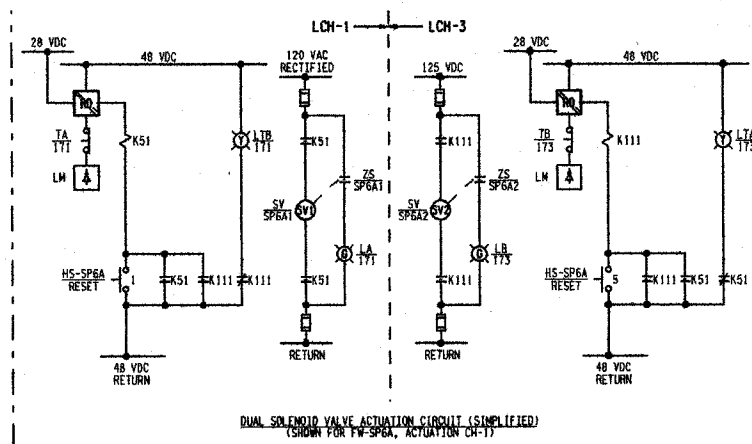 LCH-1
LCH-3
28 VDC
48 VDC
120 VAC
RECTIFIED
125 VDC
28 VDC
48 VDC
TA
171
K51
LTB
171
K51
K111
TB
173
K111
LTA
173
LM
ZS
SP6A1
ZS
SP6A2
LM
SV
SP6A1
SV1
SV
SP6A2
SV2
LA
171
G
LB
173
G
Y
Y
HS-SP6A
RESET
1
K51
K111
K111
K51
K111
HS-SP6A
RESET
5
K111
K51
K51
48 VDC
RETURN
RETURN
RETURN
48 VDC
RETURN
DUAL SOLENOID VALVE ACTUATION CIRCUIT (SIMPLIFIED)
(SHOWN FOR FW-SP6A, ACTUATION CH-1)